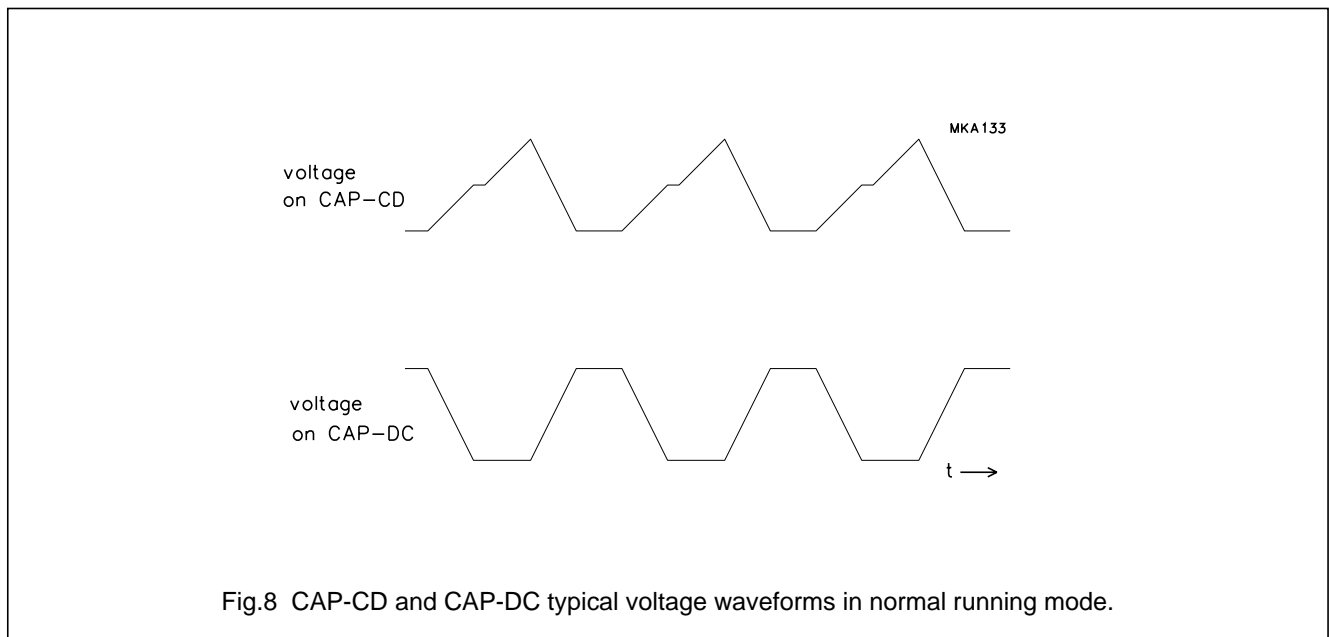 MKA133
voltage
on CAP-CD
voltage
on CAP-DC
t
Fig.8 CAP-CD and CAP-DC typical voltage waveforms in normal running mode.